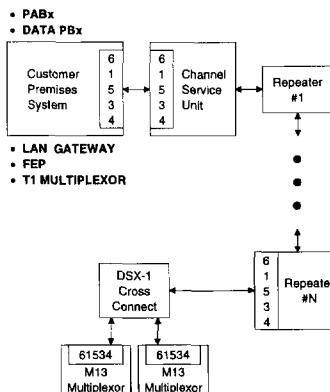 • PABx
• DATA PBx
Customer
Premises
System
6
1
5
3
4
6
1
5
3
4
Channel
Service
Unit
Repeater
#1
• LAN GATEWAY
• FEP
• T1 MULTIPLEXOR
DSX-1
Cross
Connect
6
1
5
3
4
Repeate
#N
61534
M13
Multiplexor
61534
M13
Multiplexor